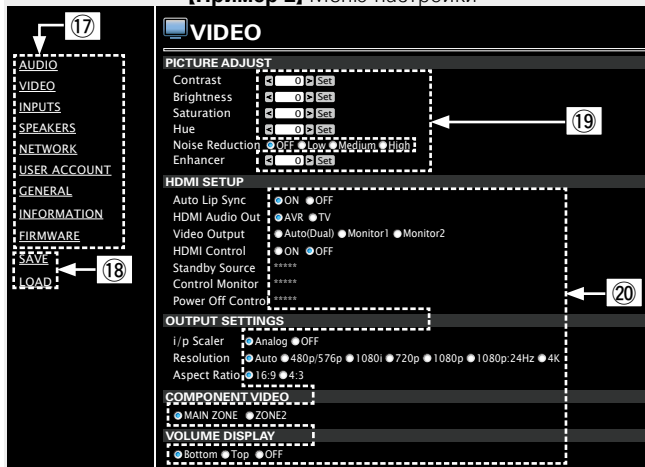 [Пример 2] Меню настройки
⑰
VIDEO
AUDIO
VIDEO
INPUTS
SPEAKERS
NETWORK
USER ACCOUNT
GENERAL
INFORMATION
FIRMWARE
SAVE
LOAD
⑱
PICTURE ADJUST
Contrast < 0 > Set
Brightness < 0 > Set
Saturation < 0 > Set
Hue < 0 > Set
Noise Reduction OFF Low Medium High
Enhancer < 0 > Set
⑲
HDMI SETUP
Auto Lip Sync ON OFF
HDMI Audio Out AVR TV
Video Output Auto(Dual) Monitor1 Monitor2
HDMI Control ON OFF
Standby Source *****
Control Monitor *****
Power Off Control *****
⑳
OUTPUT SETTINGS
i/p Scaler Analog OFF
Resolution Auto 480p/576p 1080i 720p 1080p 1080p:24Hz 4K
Aspect Ratio 16:9 4:3
COMPONENT VIDEO
MAIN ZONE ZONE2
VOLUME DISPLAY
Bottom Top OFF